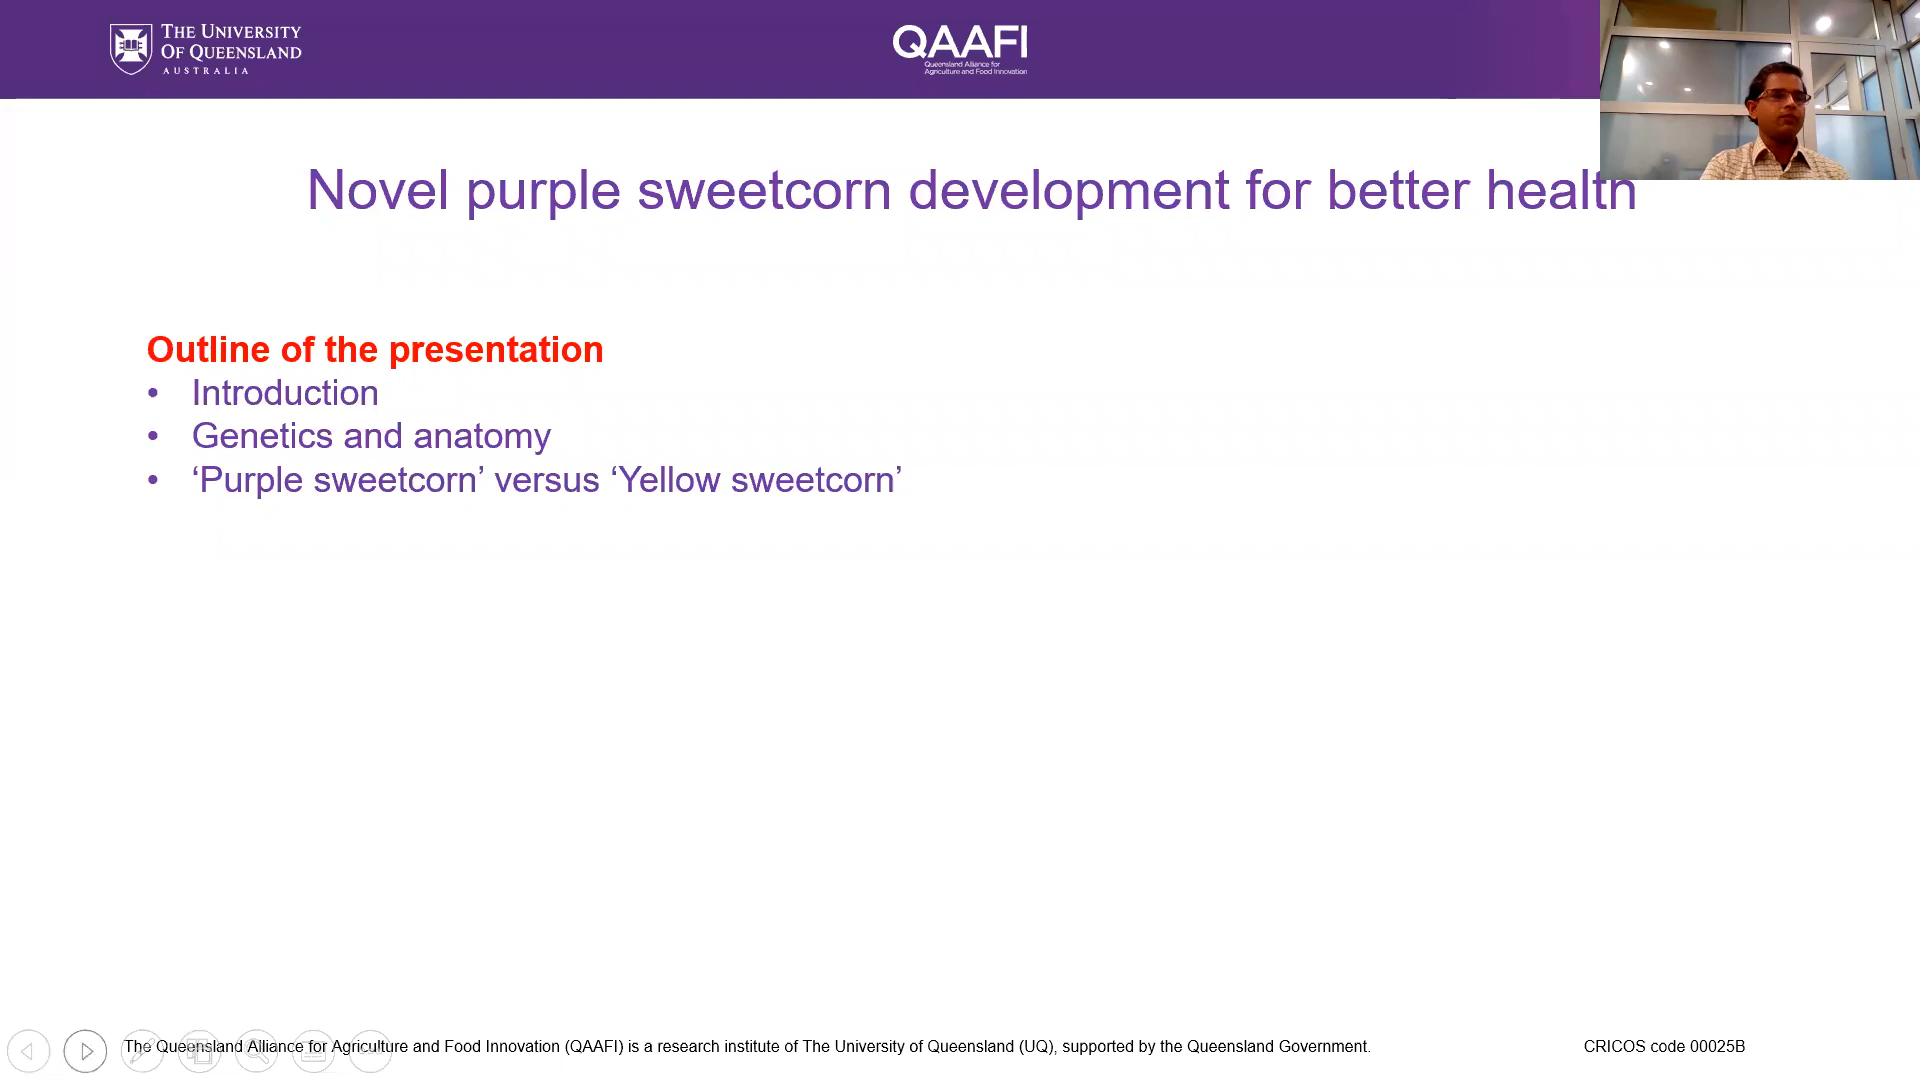 THE UNIVERSITY
OF QUEENSLAND
AUSTRALIA
QAAFI
Queensland Alliance for
Agriculture and Food Innovation
Novel purple sweetcorn development for better health
Outline of the presentation
• Introduction
• Genetics and anatomy
• ‘Purple sweetcorn’ versus ‘Yellow sweetcorn’
The Queensland Alliance for Agriculture and Food Innovation (QAAFI) is a research institute of The University of Queensland (UQ), supported by the Queensland Government.
CRICOS code 00025B